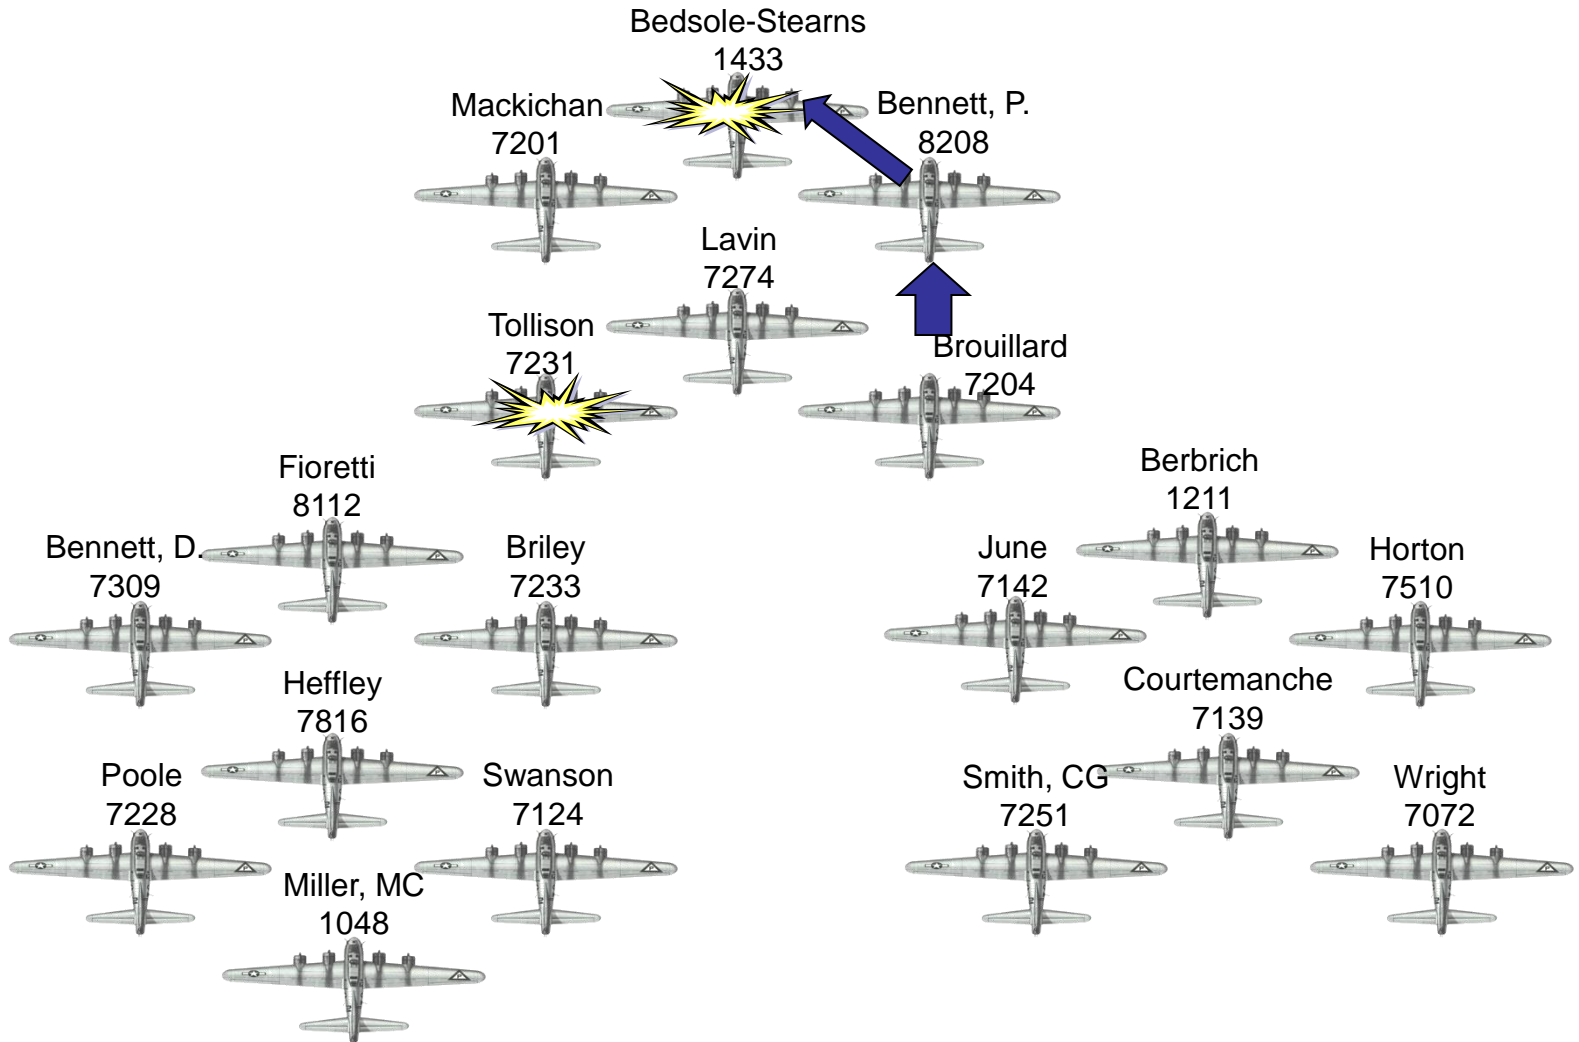 Bedsole-Stearns
1433
Mackichan
7201
Bennett, P.
8208
Lavin
7274
Tollison
7231
Brouillard
7204
Fioretti
8112
Bennett, D.
7309
Briley
7233
Heffley
7816
Poole
7228
Swanson
7124
Miller, MC
1048
Berbrich
1211
June
7142
Horton
7510
Courtemanche
7139
Smith, CG
7251
Wright
7072